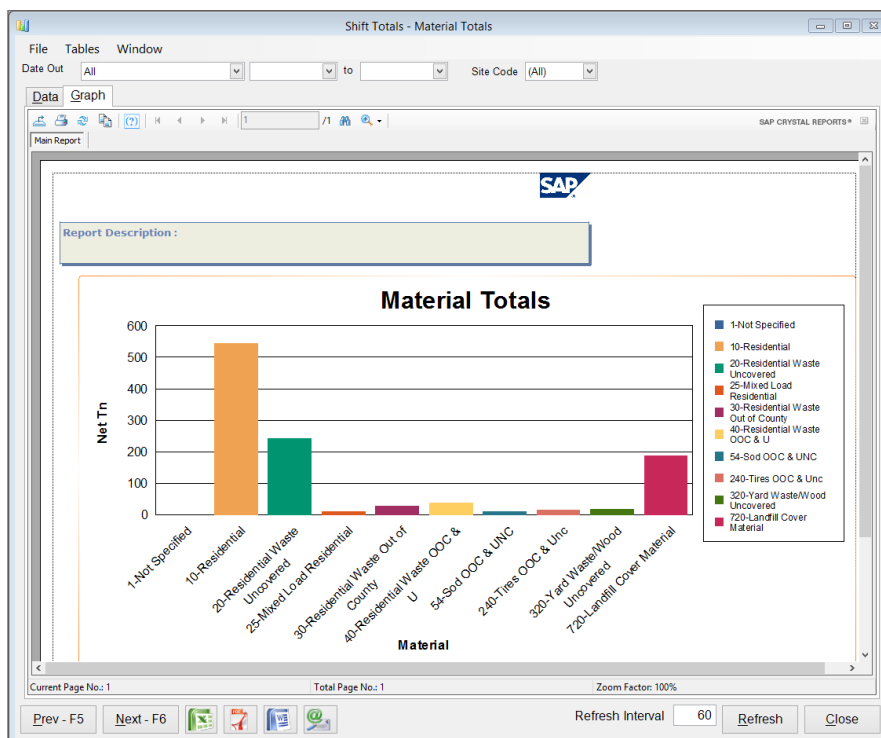 Shift Totals - Material Totals
File Tables Window
Date Out All to Site Code (All)
Data Graph
1 /1 SAP CRYSTAL REPORTS®
Main Report
SAP
Report Description :
Material Totals
600
500
400
300
200
100
0
Net Tn
1-Not Specified
10-Residential
20-Residential Waste
Uncovered
25-Mixed Load Residential
30-Residential Waste Out of
County
40-Residential Waste OOC &
U
54-Sod OOC & UNC
240-Tires OOC & Unc
320-Yard Waste/Wood
Uncovered
720-Landfill Cover Material
Material
1-Not Specified
10-Residential
20-Residential Waste
Uncovered
25-Mixed Load
Residential
30-Residential Waste
Out of County
40-Residential Waste
OOC & U
54-Sod OOC & UNC
240-Tires OOC & Unc
320-Yard Waste/Wood
Uncovered
720-Landfill Cover
Material
Current Page No.: 1 Total Page No.: 1 Zoom Factor: 100%
Prev - F5 Next - F6 Refresh Interval 60 Refresh Close